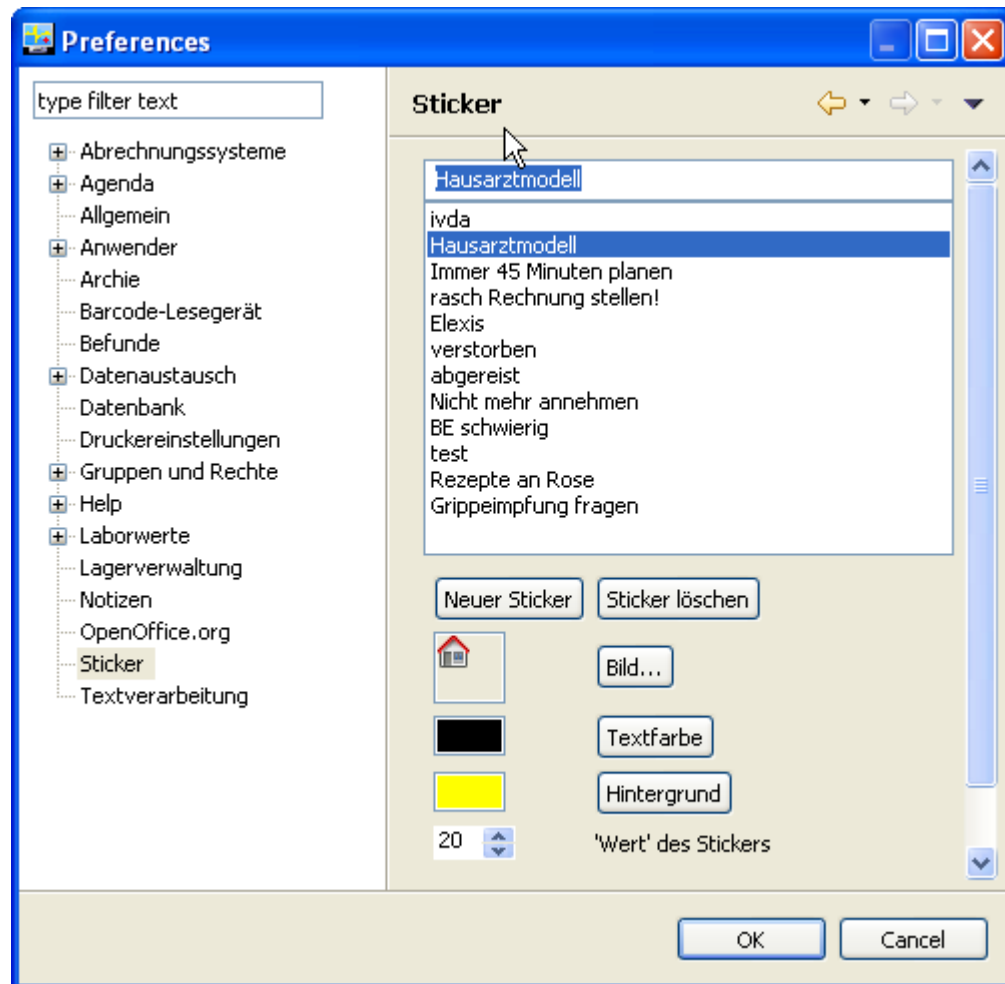 Preferences
type filter text
Abrechnungssysteme
Agenda
Allgemein
Anwender
Archie
Barcode-Lesegerät
Befunde
Datenaustausch
Datenbank
Druckereinstellungen
Gruppen und Rechte
Help
Laborwerte
Lagerverwaltung
Notizen
OpenOffice.org
Sticker
Textverarbeitung
Sticker
Hausarztmodell
ivda
Hausarztmodell
Immer 45 Minuten planen
rasch Rechnung stellen!
Elexis
verstorben
abgereist
Nicht mehr annehmen
BE schwierig
test
Rezepte an Rose
Grippeimpfung fragen
Neuer Sticker Sticker löschen
Bild...
Textfarbe
Hintergrund
20 'Wert' des Stickers
OK Cancel